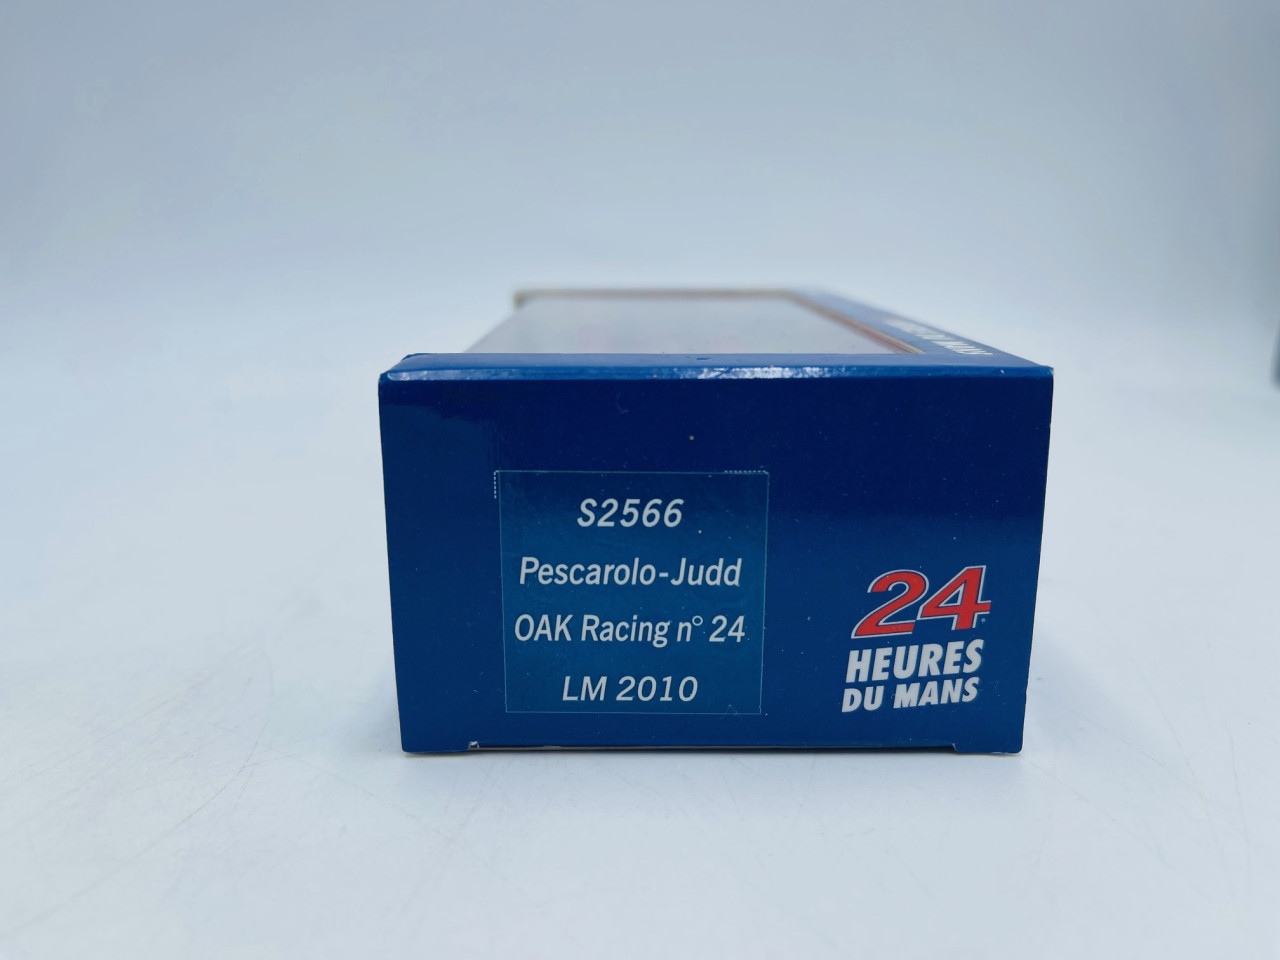 S2566
Pescarolo-Judd
OAK Racing n° 24
LM 2010
24
HEURES
DU MANS